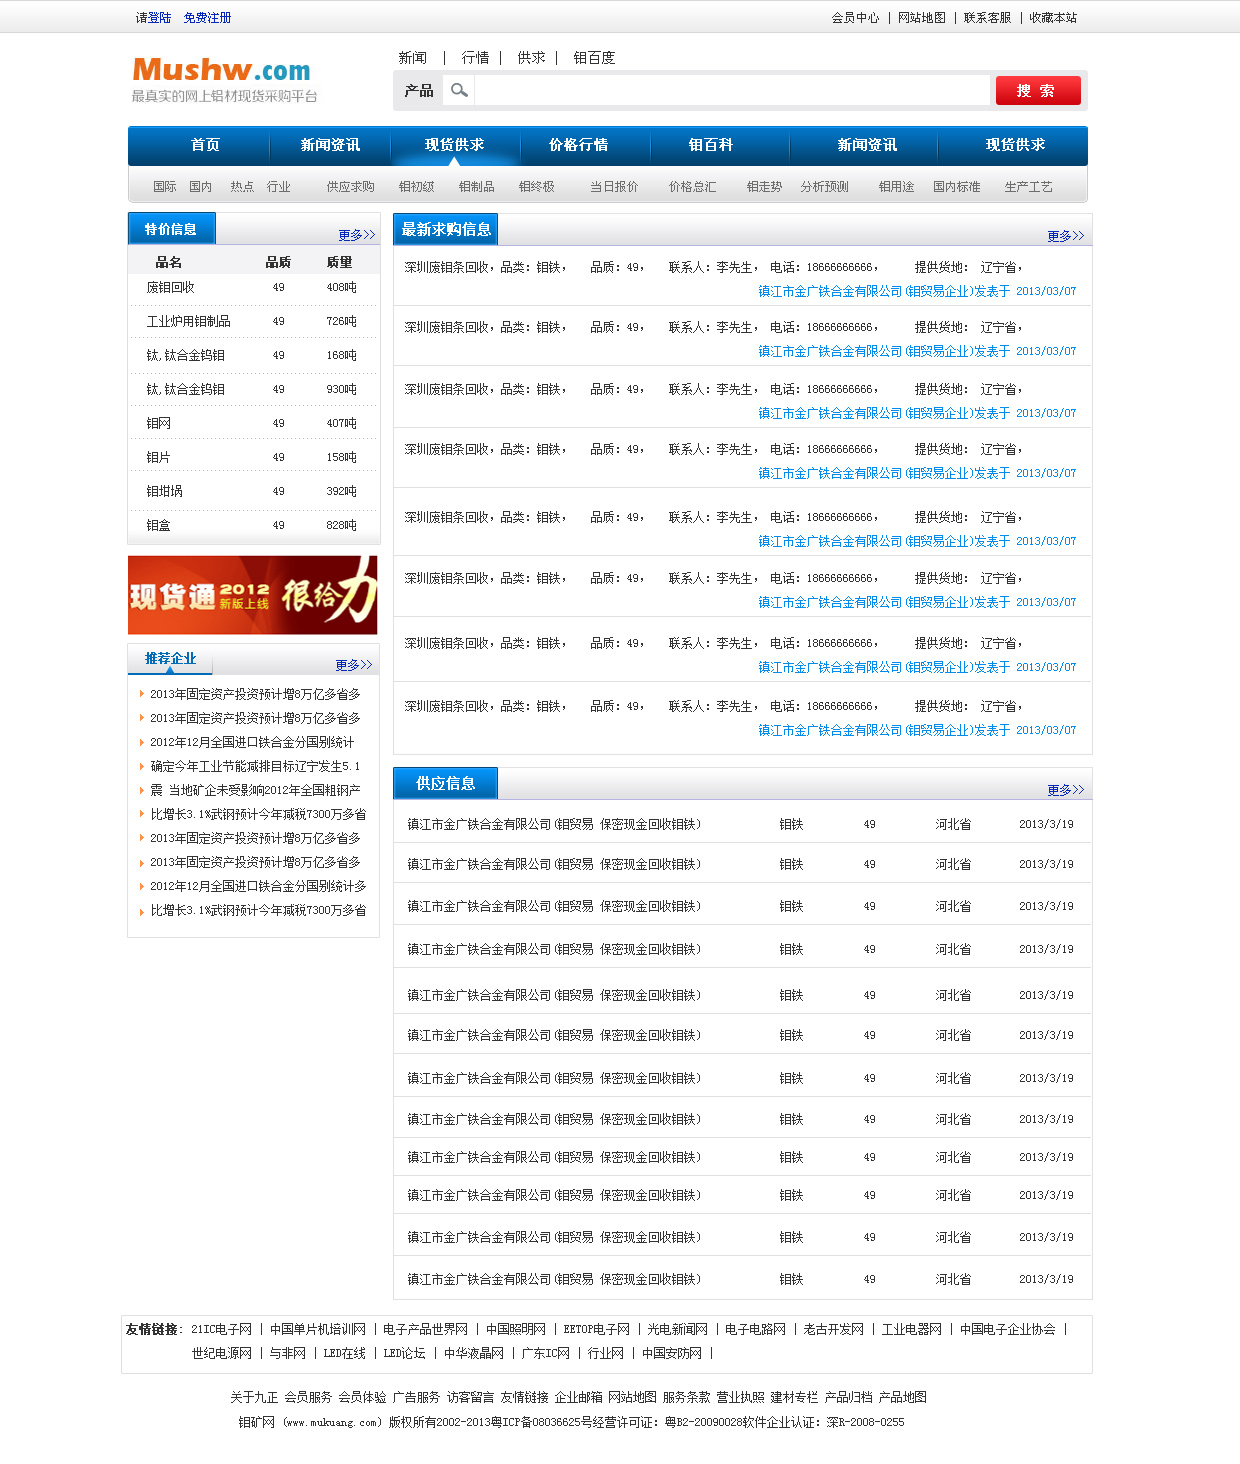 请登陆 免费注册 会员中心 | 网站地图 | 联系客服 | 收藏本站
Mushw.com
最真实的网上铝材现货采购平台
新闻 | 行情 | 供求 | 钼百度
产品 搜 索
首页 新闻资讯 现货供求 价格行情 钼百科 新闻资讯 现货供求
国际 国内 热点 行业 供应求购 钼初级 钼制品 钼终极 当日报价 价格总汇 钼走势 分析预测 钼用途 国内标准 生产工艺
特价信息 更多>>
品名 品质 质量
废钼回收 49 408吨
工业炉用钼制品 49 726吨
钛,钛合金钨钼 49 168吨
钛,钛合金钨钼 49 930吨
钼网 49 407吨
钼片 49 158吨
钼坩埚 49 392吨
钼盒 49 828吨
现货通 2012 新版上线 很给力
推荐企业 更多>>
2013年固定资产投资预计增8万亿多省多
2013年固定资产投资预计增8万亿多省多
2012年12月全国进口铁合金分国别统计
确定今年工业节能减排目标辽宁发生5.1
震 当地矿企未受影响2012年全国粗钢产
比增长3.1%武钢预计今年减税7300万多省
2013年固定资产投资预计增8万亿多省多
2013年固定资产投资预计增8万亿多省多
2012年12月全国进口铁合金分国别统计多
比增长3.1%武钢预计今年减税7300万多省
最新求购信息 更多>>
深圳废钼条回收，品类：钼铁， 品质：49， 联系人：李先生， 电话：18666666666， 提供货地： 辽宁省，
镇江市金广铁合金有限公司(钼贸易企业)发表于 2013/03/07
深圳废钼条回收，品类：钼铁， 品质：49， 联系人：李先生， 电话：18666666666， 提供货地： 辽宁省，
镇江市金广铁合金有限公司(钼贸易企业)发表于 2013/03/07
深圳废钼条回收，品类：钼铁， 品质：49， 联系人：李先生， 电话：18666666666， 提供货地： 辽宁省，
镇江市金广铁合金有限公司(钼贸易企业)发表于 2013/03/07
深圳废钼条回收，品类：钼铁， 品质：49， 联系人：李先生， 电话：18666666666， 提供货地： 辽宁省，
镇江市金广铁合金有限公司(钼贸易企业)发表于 2013/03/07
深圳废钼条回收，品类：钼铁， 品质：49， 联系人：李先生， 电话：18666666666， 提供货地： 辽宁省，
镇江市金广铁合金有限公司(钼贸易企业)发表于 2013/03/07
深圳废钼条回收，品类：钼铁， 品质：49， 联系人：李先生， 电话：18666666666， 提供货地： 辽宁省，
镇江市金广铁合金有限公司(钼贸易企业)发表于 2013/03/07
深圳废钼条回收，品类：钼铁， 品质：49， 联系人：李先生， 电话：18666666666， 提供货地： 辽宁省，
镇江市金广铁合金有限公司(钼贸易企业)发表于 2013/03/07
深圳废钼条回收，品类：钼铁， 品质：49， 联系人：李先生， 电话：18666666666， 提供货地： 辽宁省，
镇江市金广铁合金有限公司(钼贸易企业)发表于 2013/03/07
供应信息 更多>>
镇江市金广铁合金有限公司(钼贸易 保密现金回收钼铁) 钼铁 49 河北省 2013/3/19
镇江市金广铁合金有限公司(钼贸易 保密现金回收钼铁) 钼铁 49 河北省 2013/3/19
镇江市金广铁合金有限公司(钼贸易 保密现金回收钼铁) 钼铁 49 河北省 2013/3/19
镇江市金广铁合金有限公司(钼贸易 保密现金回收钼铁) 钼铁 49 河北省 2013/3/19
镇江市金广铁合金有限公司(钼贸易 保密现金回收钼铁) 钼铁 49 河北省 2013/3/19
镇江市金广铁合金有限公司(钼贸易 保密现金回收钼铁) 钼铁 49 河北省 2013/3/19
镇江市金广铁合金有限公司(钼贸易 保密现金回收钼铁) 钼铁 49 河北省 2013/3/19
镇江市金广铁合金有限公司(钼贸易 保密现金回收钼铁) 钼铁 49 河北省 2013/3/19
镇江市金广铁合金有限公司(钼贸易 保密现金回收钼铁) 钼铁 49 河北省 2013/3/19
镇江市金广铁合金有限公司(钼贸易 保密现金回收钼铁) 钼铁 49 河北省 2013/3/19
镇江市金广铁合金有限公司(钼贸易 保密现金回收钼铁) 钼铁 49 河北省 2013/3/19
镇江市金广铁合金有限公司(钼贸易 保密现金回收钼铁) 钼铁 49 河北省 2013/3/19
友情链接: 21IC电子网 | 中国单片机培训网 | 电子产品世界网 | 中国照明网 | EETOP电子网 | 光电新闻网 | 电子电路网 | 老古开发网 | 工业电器网 | 中国电子企业协会 |
世纪电源网 | 与非网 | LED在线 | LED论坛 | 中华液晶网 | 广东IC网 | 行业网 | 中国安防网 |
关于九正 会员服务 会员体验 广告服务 访客留言 友情链接 企业邮箱 网站地图 服务条款 营业执照 建材专栏 产品归档 产品地图
钼矿网 (www.mukuang.com) 版权所有2002-2013粤ICP备08036625号经营许可证：粤B2-20090028软件企业认证：深R-2008-0255